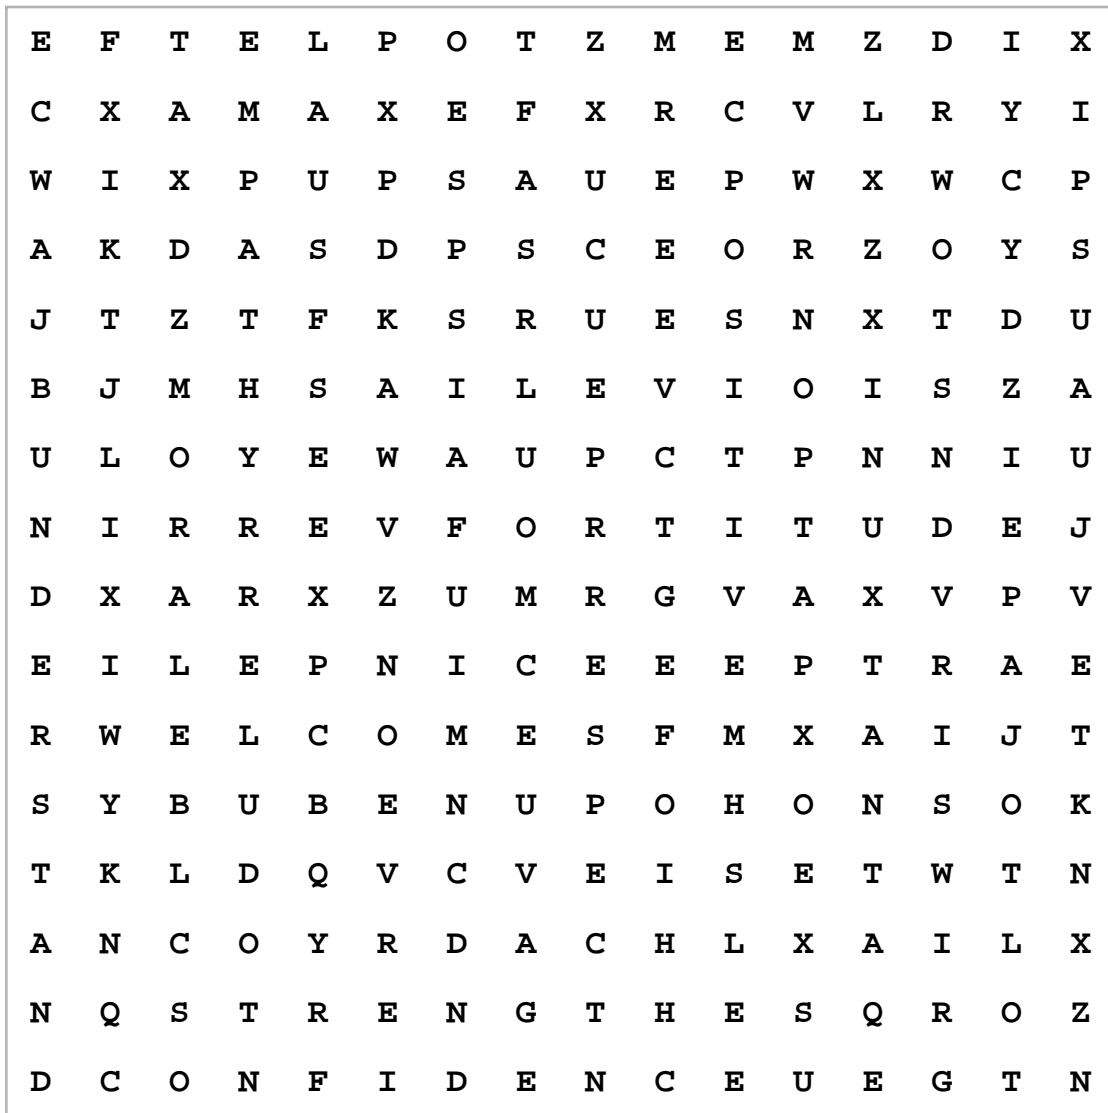 E F T E L P O T Z M E M Z D I X
C X A M A X E F X R C V L R Y I
W I X P U P S A U E P W X W C P
A K D A S D P S C E O R Z O Y S
J T Z T F K S R U E S N X T D U
B J M H S A I L E V I O I S Z A
U L O Y E W A U P C T P N N I U
N I R R E V F O R T I T U D E J
D X A R X Z U M R G V A X V P V
E I L E P N I C E E E P T R A E
R W E L C O M E S F M X A I J T
S Y B U B E N U P O H O N S O K
T K L D Q V C V E I S E T W T N
A N C O Y R D A C H L X A I L X
N Q S T R E N G T H E S Q R O Z
D C O N F I D E N C E U E G T N